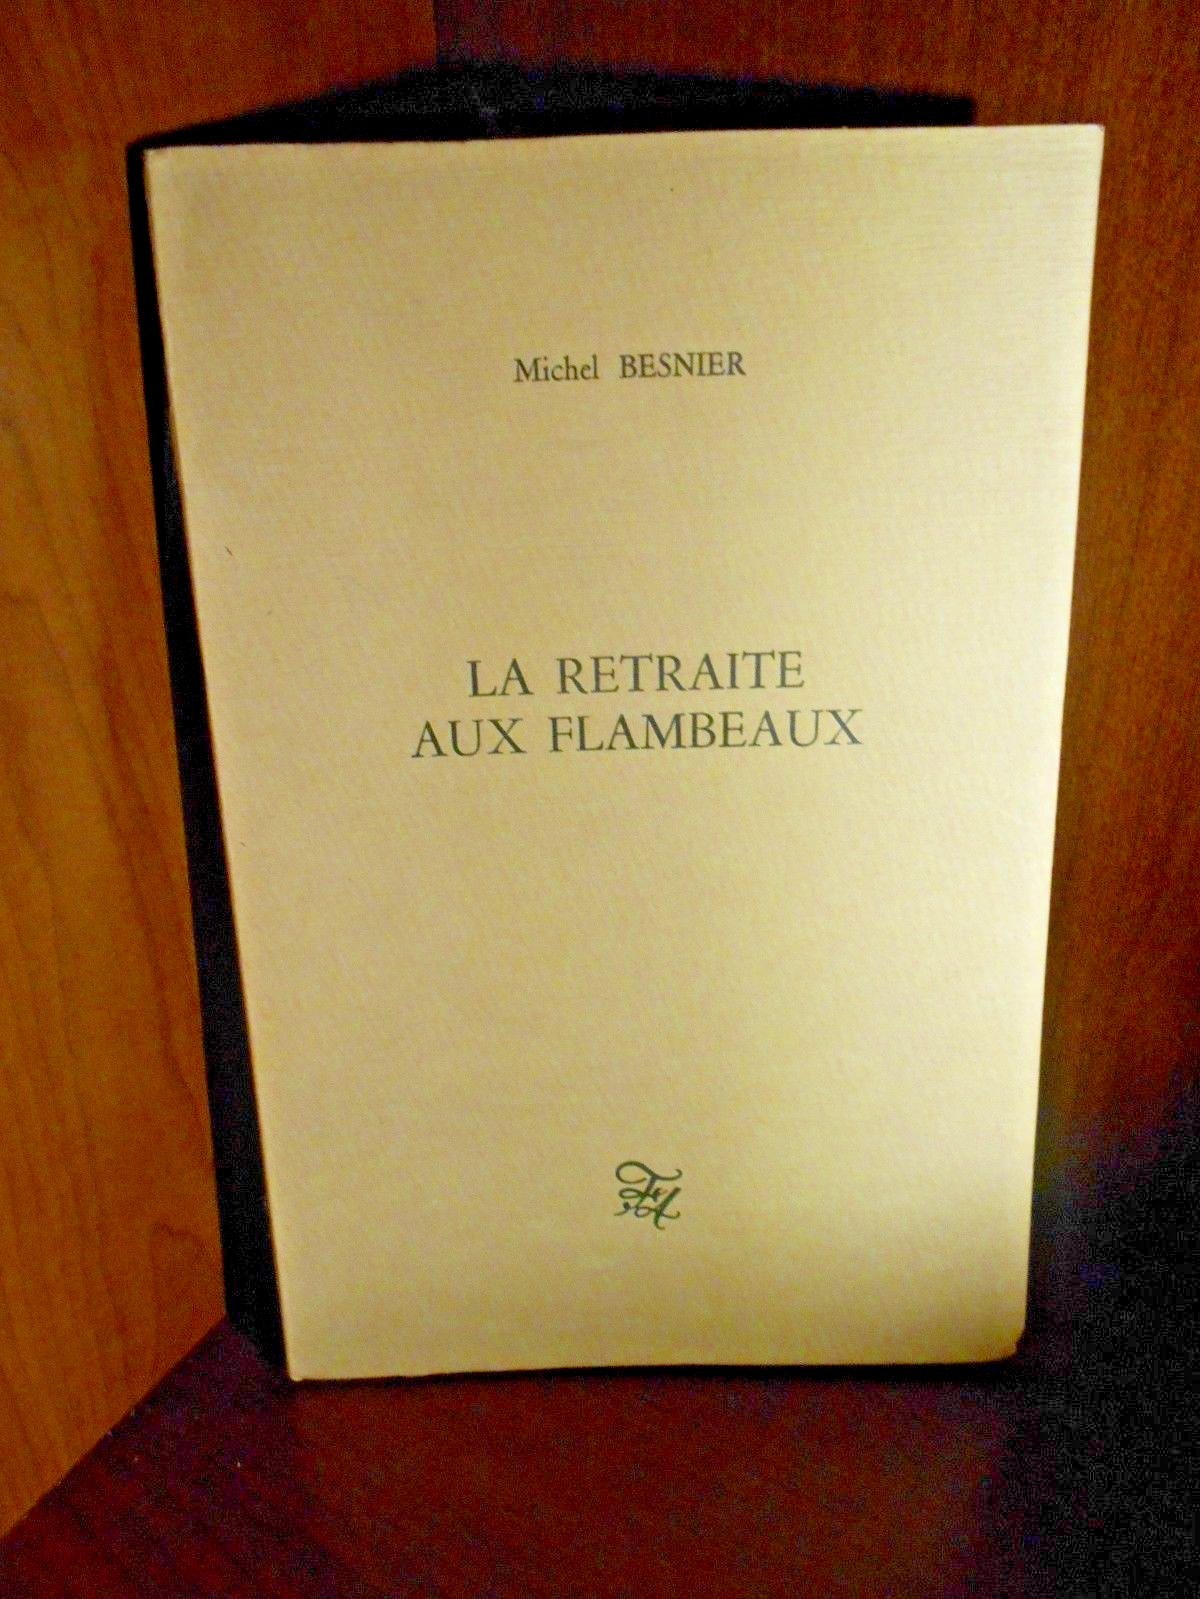 Michel BESNIER
LA RETRAITE
AUX FLAMBEAUX